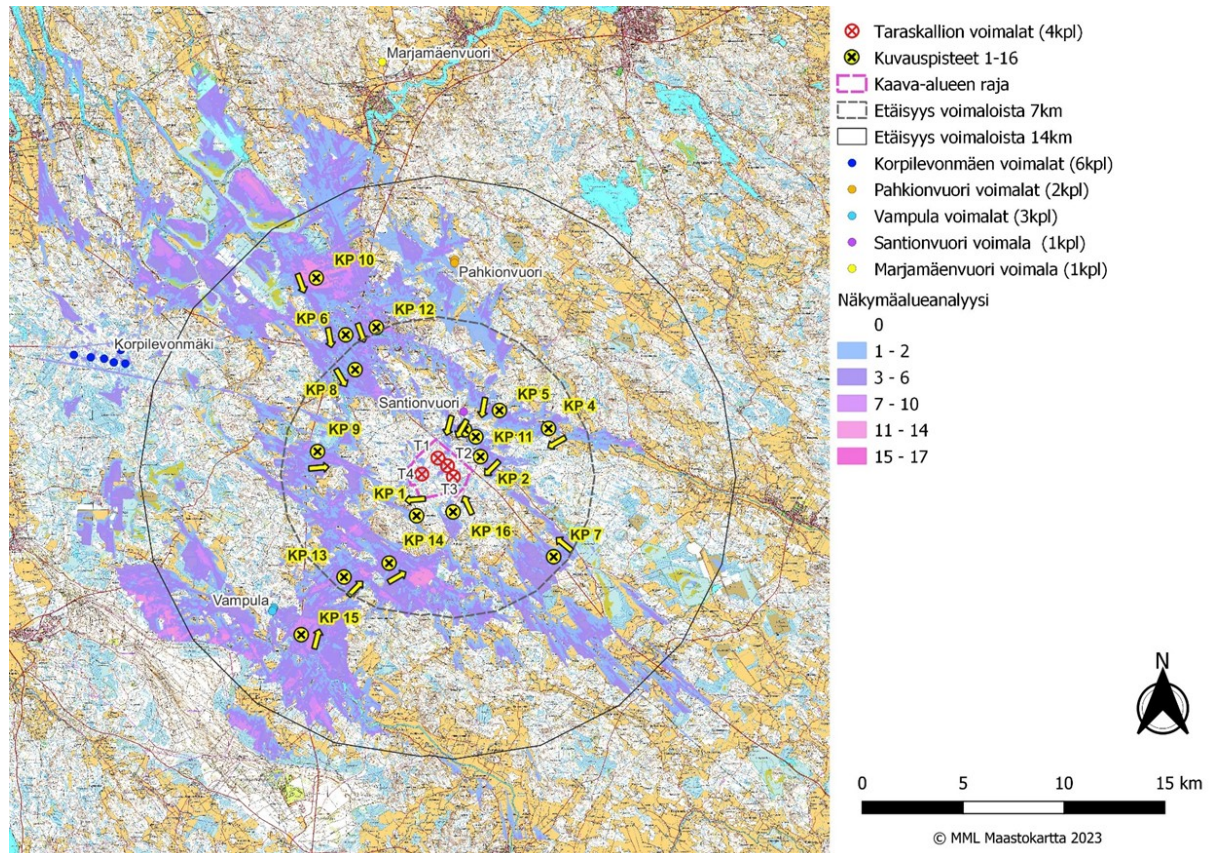 Marjamäenvuori
Pahkionvuori
KP 10
KP 12
KP 6
Korpilevonmäki
KP 8
KP 5
KP 4
Santionvuori
KP 11
KP 9
T1
T2
T4
T3
KP 2
KP 1
KP 16
KP 7
KP 14
KP 13
Vampula
KP 15
Taraskallion voimalat (4kpl)
Kuvauspisteet 1-16
Kaava-alueen raja
Etäisyys voimaloista 7km
Etäisyys voimaloista 14km
Korpilevonmäen voimalat (6kpl)
Pahkionvuori voimalat (2kpl)
Vampula voimalat (3kpl)
Santionvuori voimala (1kpl)
Marjamäenvuori voimala (1kpl)
Näkymäalueanalyysi
0
1 - 2
3 - 6
7 - 10
11 - 14
15 - 17
N
0 5 10 15 km
© MML Maastokartta 2023